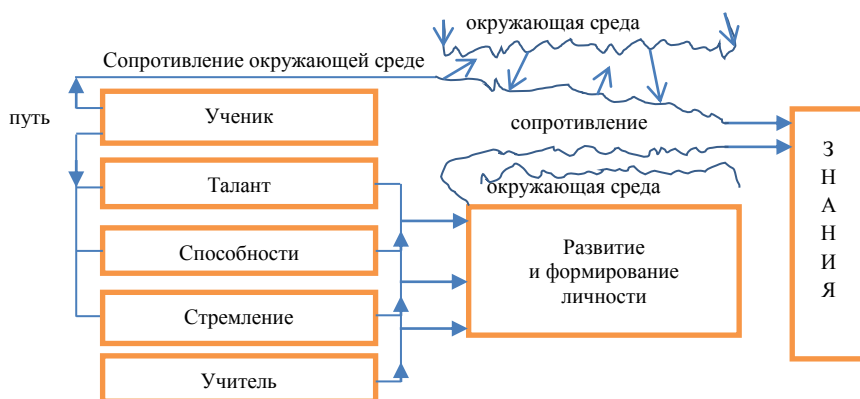 окружающая среда
Сопротивление окружающей среде
путь
Ученик
сопротивление
Талант
окружающая среда
Способности
Развитие
и формирование
личности
Стремление
Учитель
З
Н
А
Н
И
Я